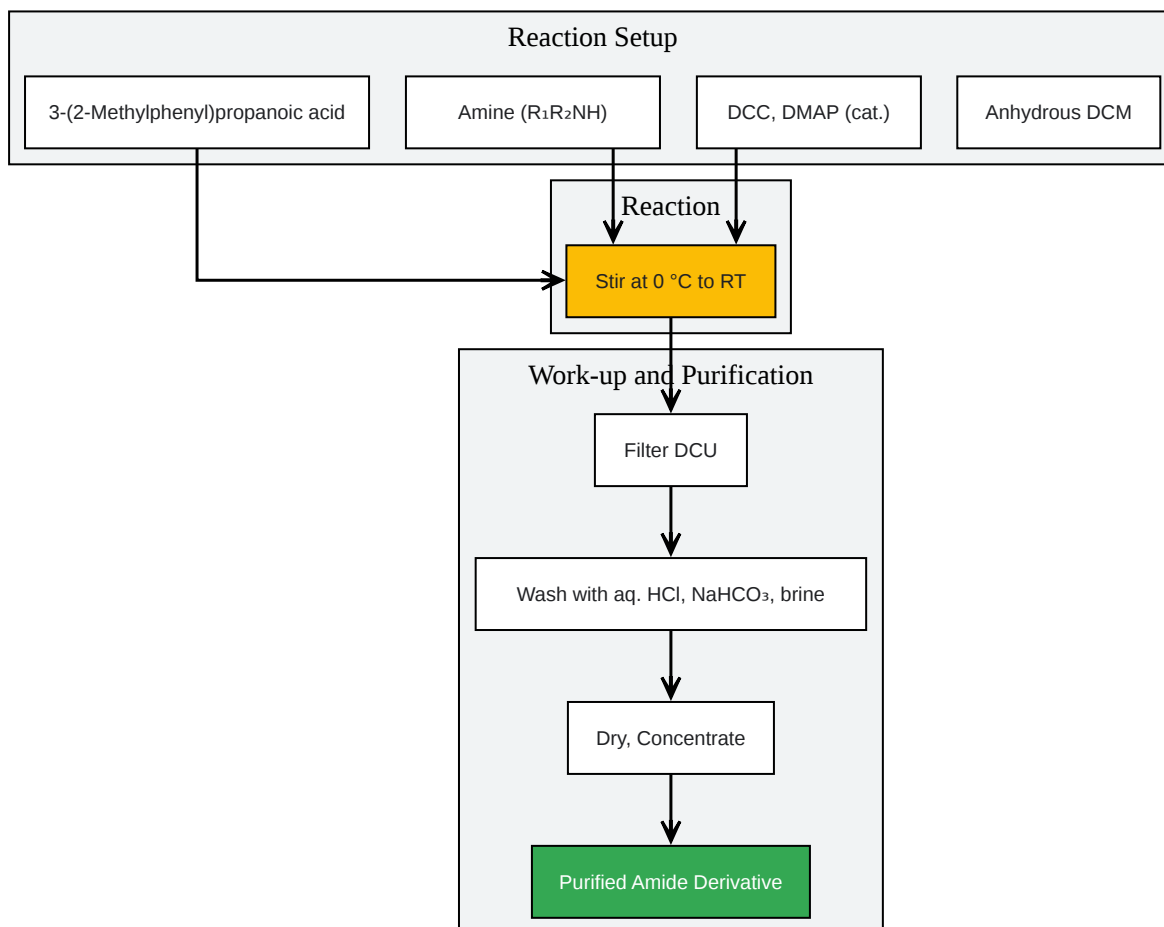 Reaction Setup
3-(2-Methylphenyl)propanoic acid
Amine (R₁R₂NH)
DCC, DMAP (cat.)
Anhydrous DCM
Reaction
Stir at 0 °C to RT
Work-up and Purification
Filter DCU
Wash with aq. HCl, NaHCO₃, brine
Dry, Concentrate
Purified Amide Derivative